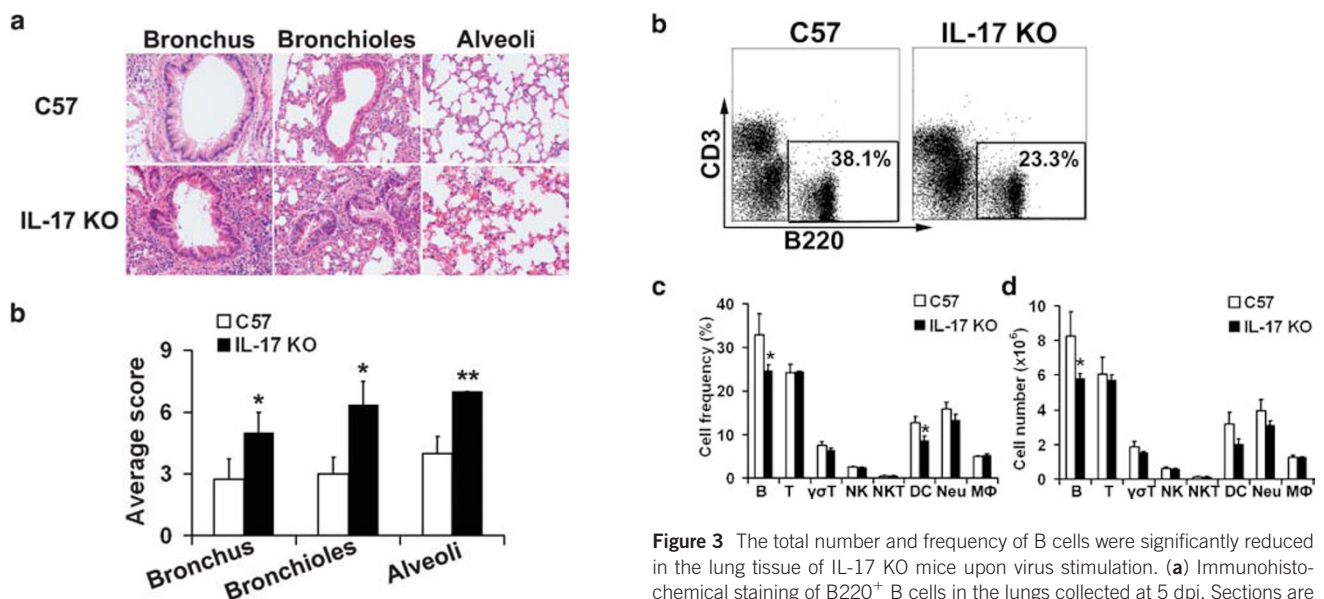 a
Bronchus Bronchioles Alveoli
C57
IL-17 KO
b
C57
IL-17 KO
Average score
9
6
3
0
*
*
**
Bronchus
Bronchioles
Alveoli
b
C57 IL-17 KO
CD3
38.1%
23.3%
B220
c
C57
IL-17 KO
Cell frequency (%)
40
30
20
10
0
*
*
B T γσT NK NKT DC Neu MΦ
d
C57
IL-17 KO
Cell number (x10⁶)
10
8
6
4
2
0
*
B T γσT NK NKT DC Neu MΦ
Figure 3 The total number and frequency of B cells were significantly reduced
in the lung tissue of IL-17 KO mice upon virus stimulation. (a) Immunohisto-
chemical staining of B220⁺ B cells in the lungs collected at 5 dpi. Sections are